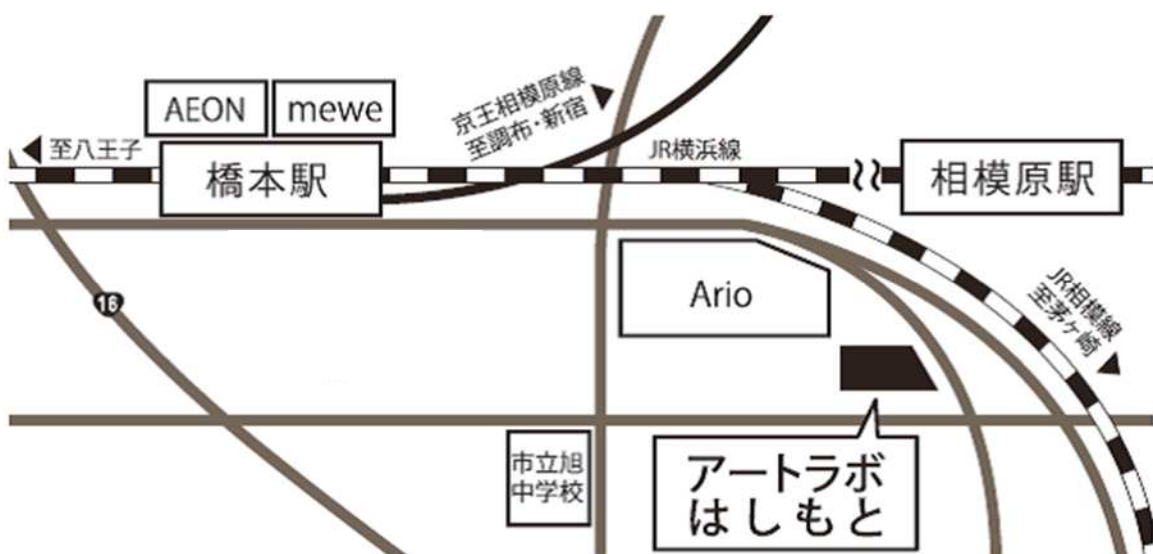 AEON
mewe
京王相模原線
至調布・新宿
至八王子
橋本駅
JR横浜線
相模原駅
16
Ario
JR相模線
至茅ヶ崎
市立旭
中学校
アートラボ
はしもと